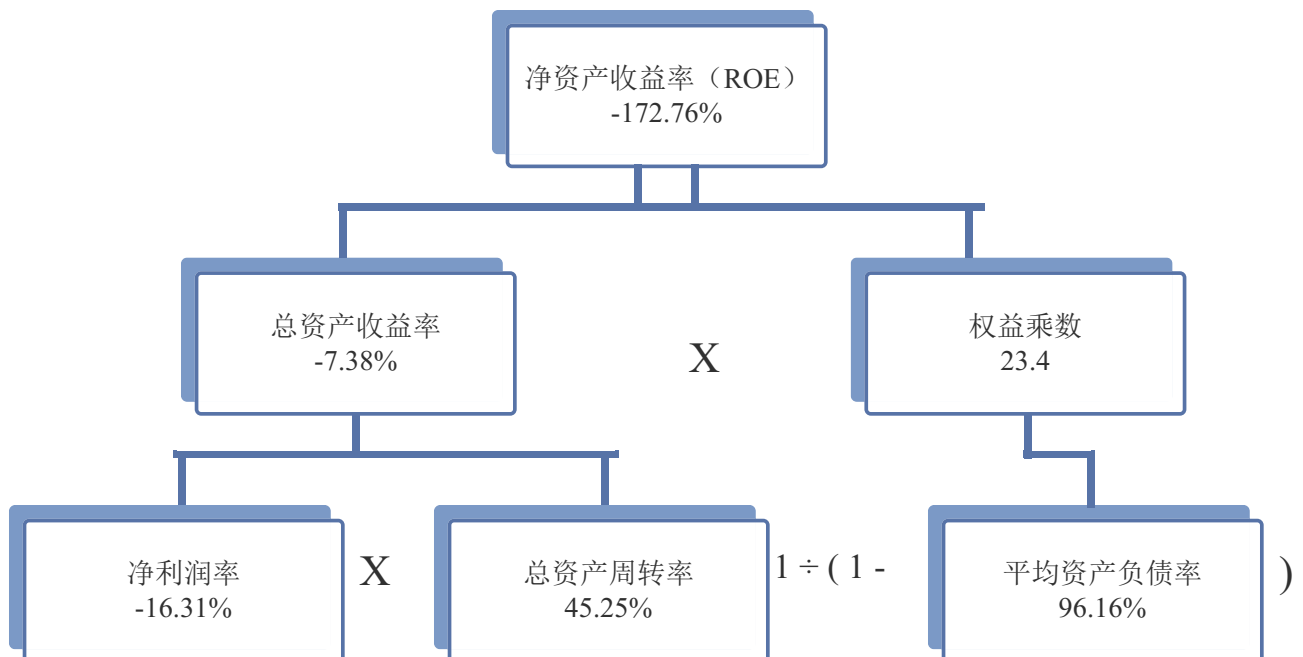 净资产收益率（ROE）
-172.76%
总资产收益率
-7.38%
X
权益乘数
23.4
净利润率
-16.31%
X
总资产周转率
45.25%
1 ÷ ( 1 -
平均资产负债率
96.16%
)